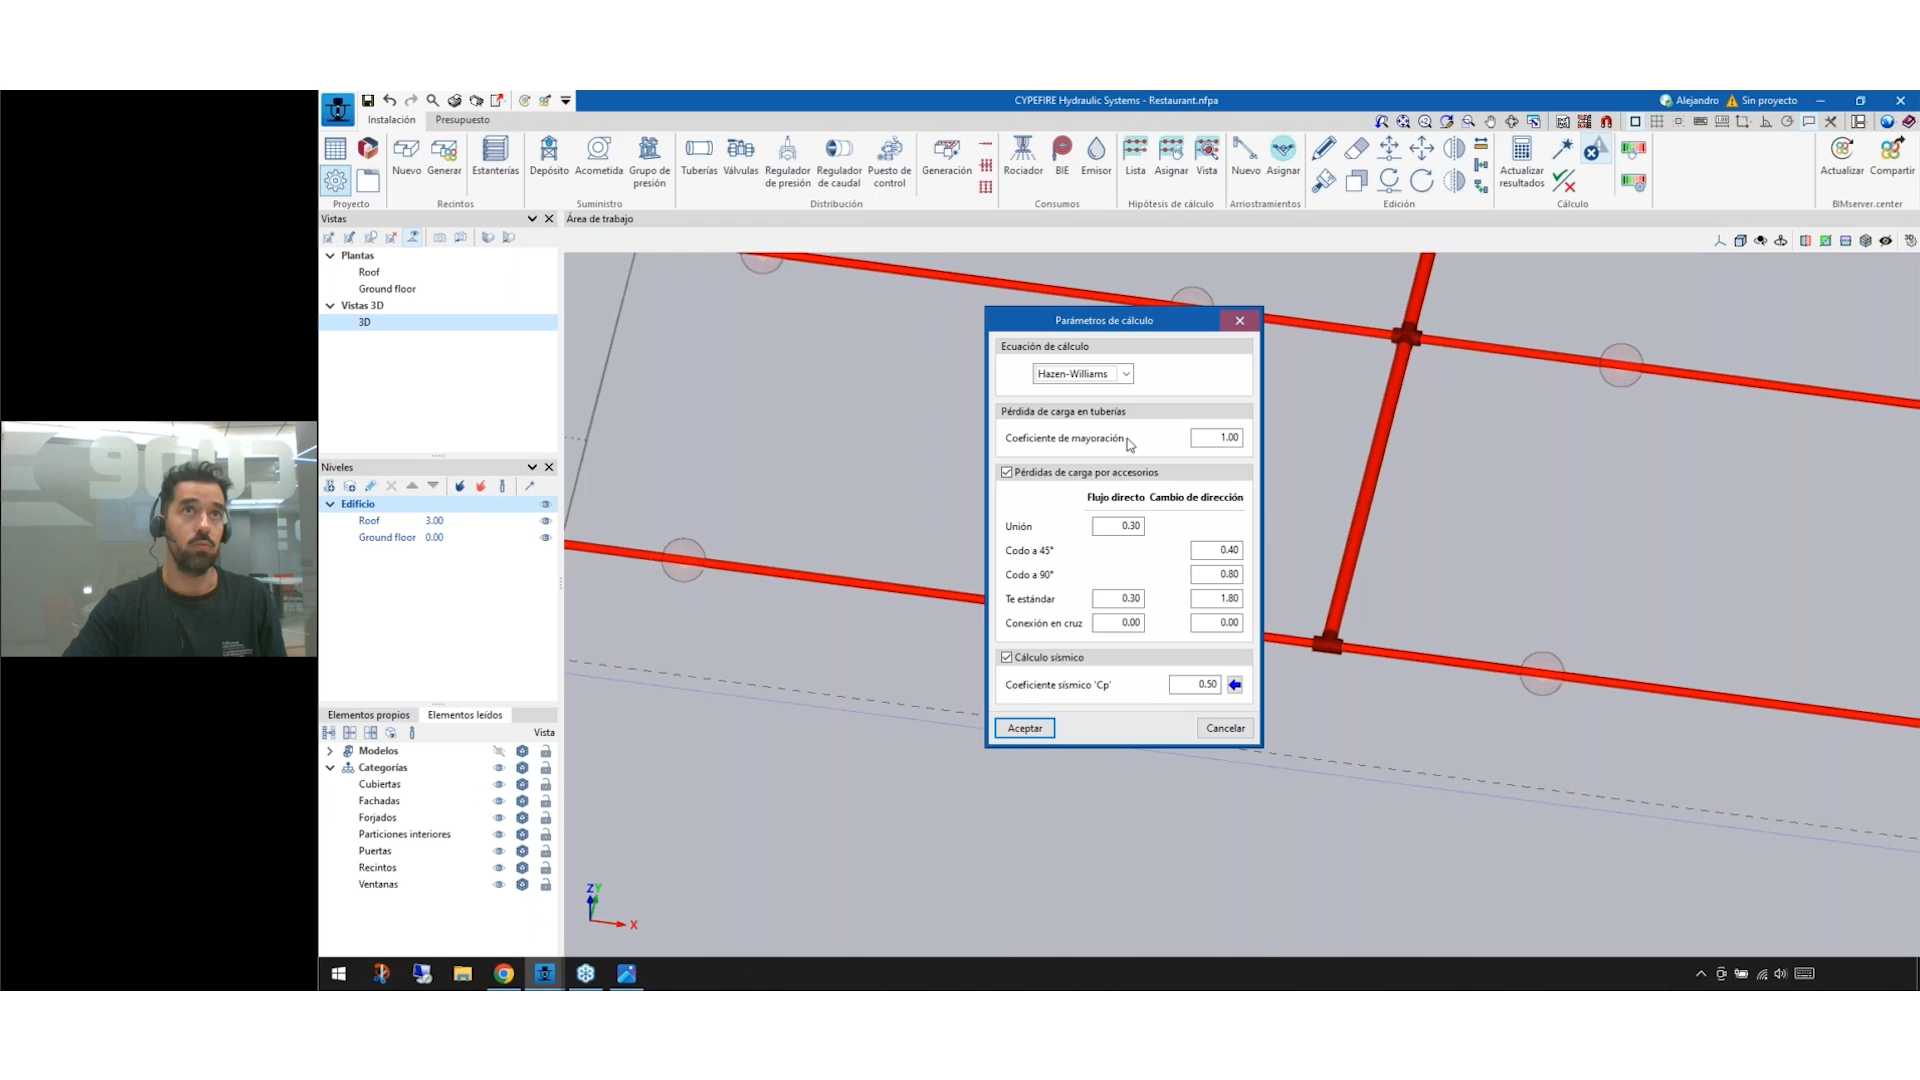 CYPEFIRE Hydraulic Systems - Restaurant.nfpa
Alejandro
Sin proyecto
Instalación
Presupuesto
Nuevo
Generar
Estanterías
Depósito
Acometida
Grupo de presión
Tuberías
Válvulas
Regulador de presión
Regulador de caudal
Puesto de control
Generación
Rociador
BIE
Emisor
Lista
Asignar
Vista
Nuevo
Asignar
Actualizar resultados
Actualizar
Compartir
Proyecto
Recintos
Suministro
Distribución
Consumos
Hipótesis de cálculo
Arriostramientos
Edición
Cálculo
BIMserver.center
Vistas
Área de trabajo
Plantas
Roof
Ground floor
Vistas 3D
3D
Niveles
Edificio
Roof 3.00
Ground floor 0.00
Elementos propios
Elementos leídos
Vista
Modelos
Categorías
Cubiertas
Fachadas
Forjados
Particiones interiores
Puertas
Recintos
Ventanas
Parámetros de cálculo
Ecuación de cálculo
Hazen-Williams
Pérdida de carga en tuberías
Coeficiente de mayoración 1.00
Pérdidas de carga por accesorios
Flujo directo Cambio de dirección
Unión 0.30
Codo a 45° 0.40
Codo a 90° 0.80
Te estándar 0.30 1.80
Conexión en cruz 0.00 0.00
Cálculo sísmico
Coeficiente sísmico 'Cp' 0.50
Aceptar
Cancelar
Z Y
X